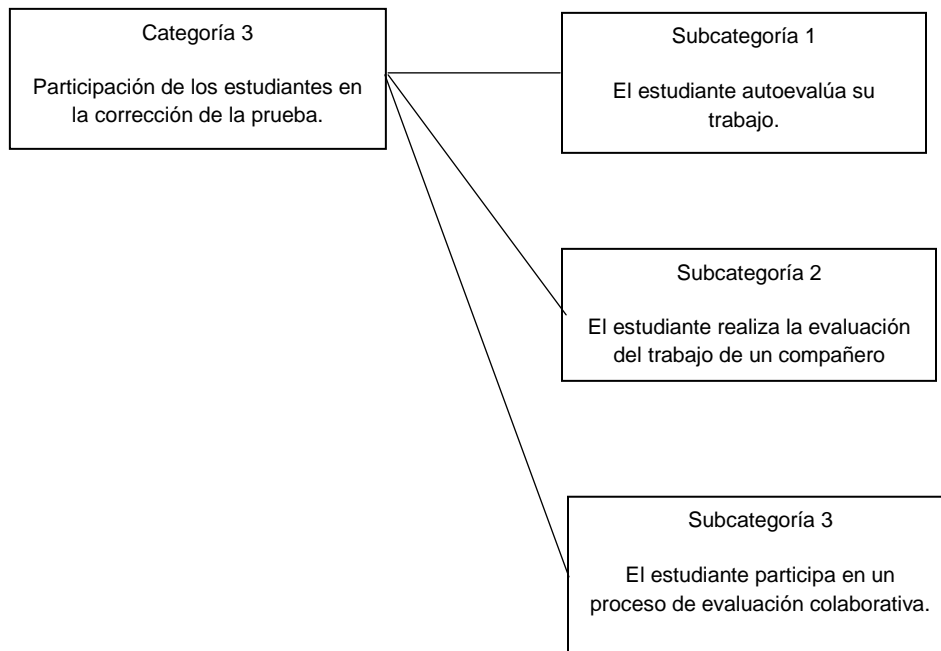 Categoría 3
Participación de los estudiantes en
la corrección de la prueba.
Subcategoría 1
El estudiante autoevalúa su
trabajo.
Subcategoría 2
El estudiante realiza la evaluación
del trabajo de un compañero
Subcategoría 3
El estudiante participa en un
proceso de evaluación colaborativa.